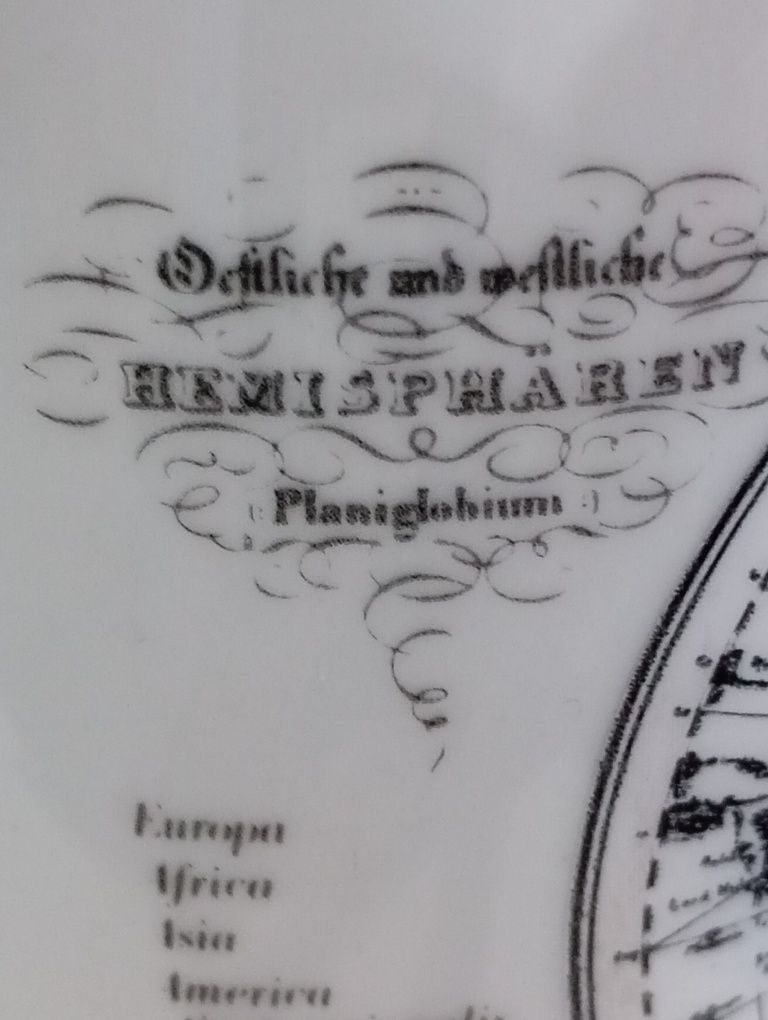 Oestliche und westliche
HEMISPHÄREN
(: Planiglobium :)
Europa
Africa
Asia
America